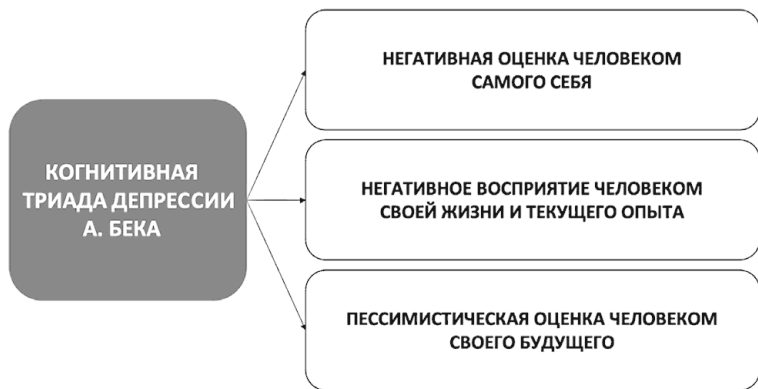 КОГНИТИВНАЯ
ТРИАДА ДЕПРЕССИИ
А. БЕКА
НЕГАТИВНАЯ ОЦЕНКА ЧЕЛОВЕКОМ
САМОГО СЕБЯ
НЕГАТИВНОЕ ВОСПРИЯТИЕ ЧЕЛОВЕКОМ
СВОЕЙ ЖИЗНИ И ТЕКУЩЕГО ОПЫТА
ПЕССИМИСТИЧЕСКАЯ ОЦЕНКА ЧЕЛОВЕКОМ
СВОЕГО БУДУЩЕГО